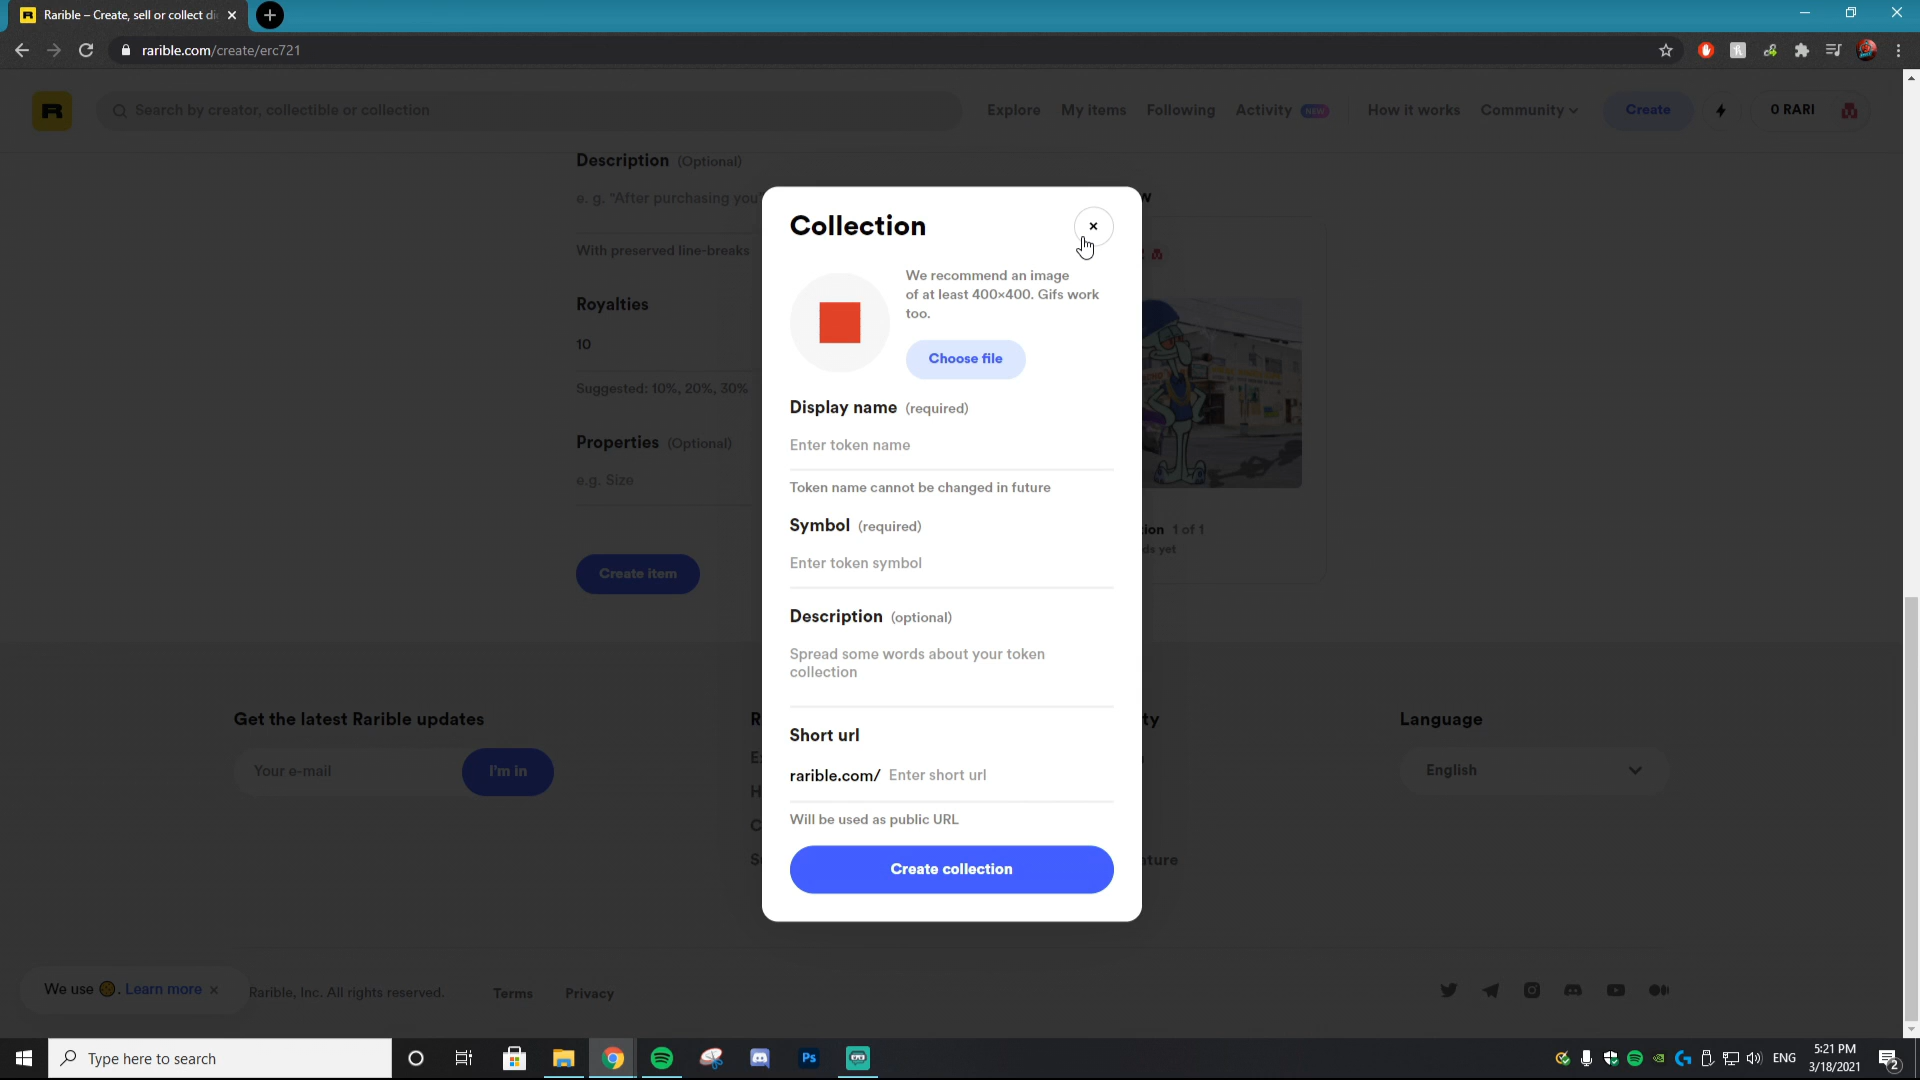 Rarible – Create, sell or collect di
rarible.com/create/erc721
Search by creator, collectible or collection
Explore
My items
Following
Activity NEW
How it works
Community
Create
0 RARI
Description (Optional)
e. g. "After purchasing you
With preserved line-breaks
Royalties
10
Suggested: 10%, 20%, 30%
Properties (Optional)
e.g. Size
Create item
Collection
We recommend an image
of at least 400×400. Gifs work
too.
Choose file
Display name (required)
Enter token name
Token name cannot be changed in future
Symbol (required)
Enter token symbol
Description (optional)
Spread some words about your token
collection
Short url
rarible.com/ Enter short url
Will be used as public URL
Create collection
1 of 1
Get the latest Rarible updates
Your e-mail
I'm in
Language
English
We use . Learn more
Rarible, Inc. All rights reserved.
Terms
Privacy
Type here to search
Ps
ENG
5:21 PM
3/18/2021
2